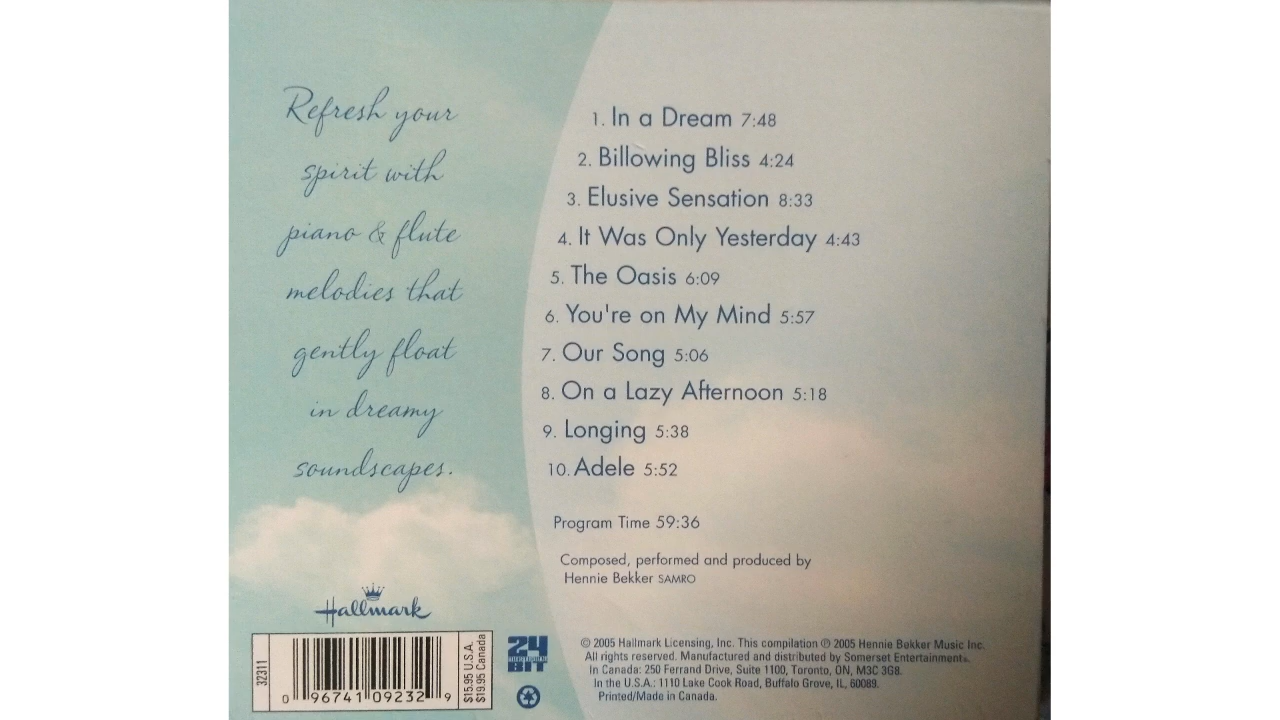 Refresh your
spirit with
piano & flute
melodies that
gently float
in dreamy
soundscapes.
1. In a Dream 7:48
2. Billowing Bliss 4:24
3. Elusive Sensation 8:33
4. It Was Only Yesterday 4:43
5. The Oasis 6:09
6. You're on My Mind 5:57
7. Our Song 5:06
8. On a Lazy Afternoon 5:18
9. Longing 5:38
10. Adele 5:52
Program Time 59:36
Composed, performed and produced by
Hennie Bekker SAMRO
Hallmark
32311
0 96741 09232 9
$15.95 U.S.A.
$19.95 Canada
24
BIT
© 2005 Hallmark Licensing, Inc. This compilation ℗ 2005 Hennie Bekker Music Inc.
All rights reserved. Manufactured and distributed by Somerset Entertainment
In Canada: 250 Ferrand Drive, Suite 1100, Toronto, ON, M3C 3G8.
In the U.S.A.: 1110 Lake Cook Road, Buffalo Grove, IL, 60089.
Printed/Made in Canada.